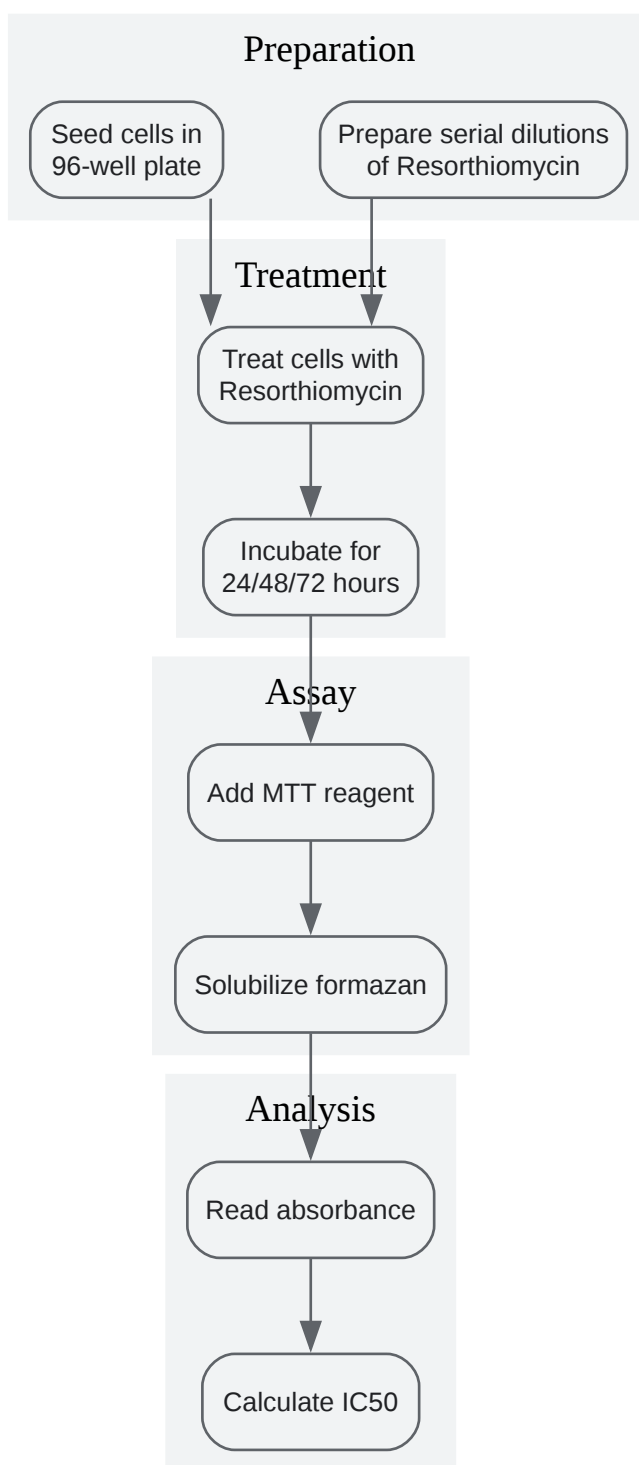 Preparation
Seed cells in
96-well plate
Prepare serial dilutions
of Resorthiomycin
Treatment
Treat cells with
Resorthiomycin
Incubate for
24/48/72 hours
Assay
Add MTT reagent
Solubilize formazan
Analysis
Read absorbance
Calculate IC50